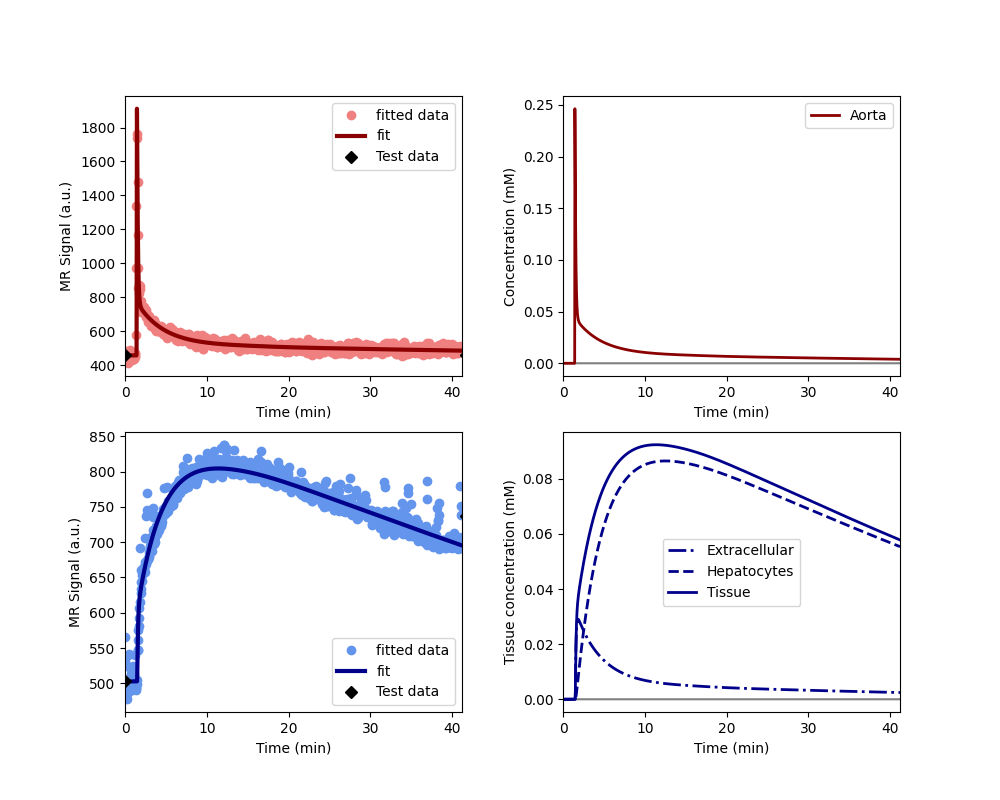 1800
1600
1400
1200
1000
800
600
400
MR Signal (a.u.)
0 10 20 30 40
Time (min)
fitted data
fit
Test data
0.25
0.20
0.15
0.10
0.05
0.00
Concentration (mM)
0 10 20 30 40
Time (min)
Aorta
850
800
750
700
650
600
550
500
MR Signal (a.u.)
0 10 20 30 40
Time (min)
fitted data
fit
Test data
0.08
0.06
0.04
0.02
0.00
Tissue concentration (mM)
0 10 20 30 40
Time (min)
Extracellular
Hepatocytes
Tissue